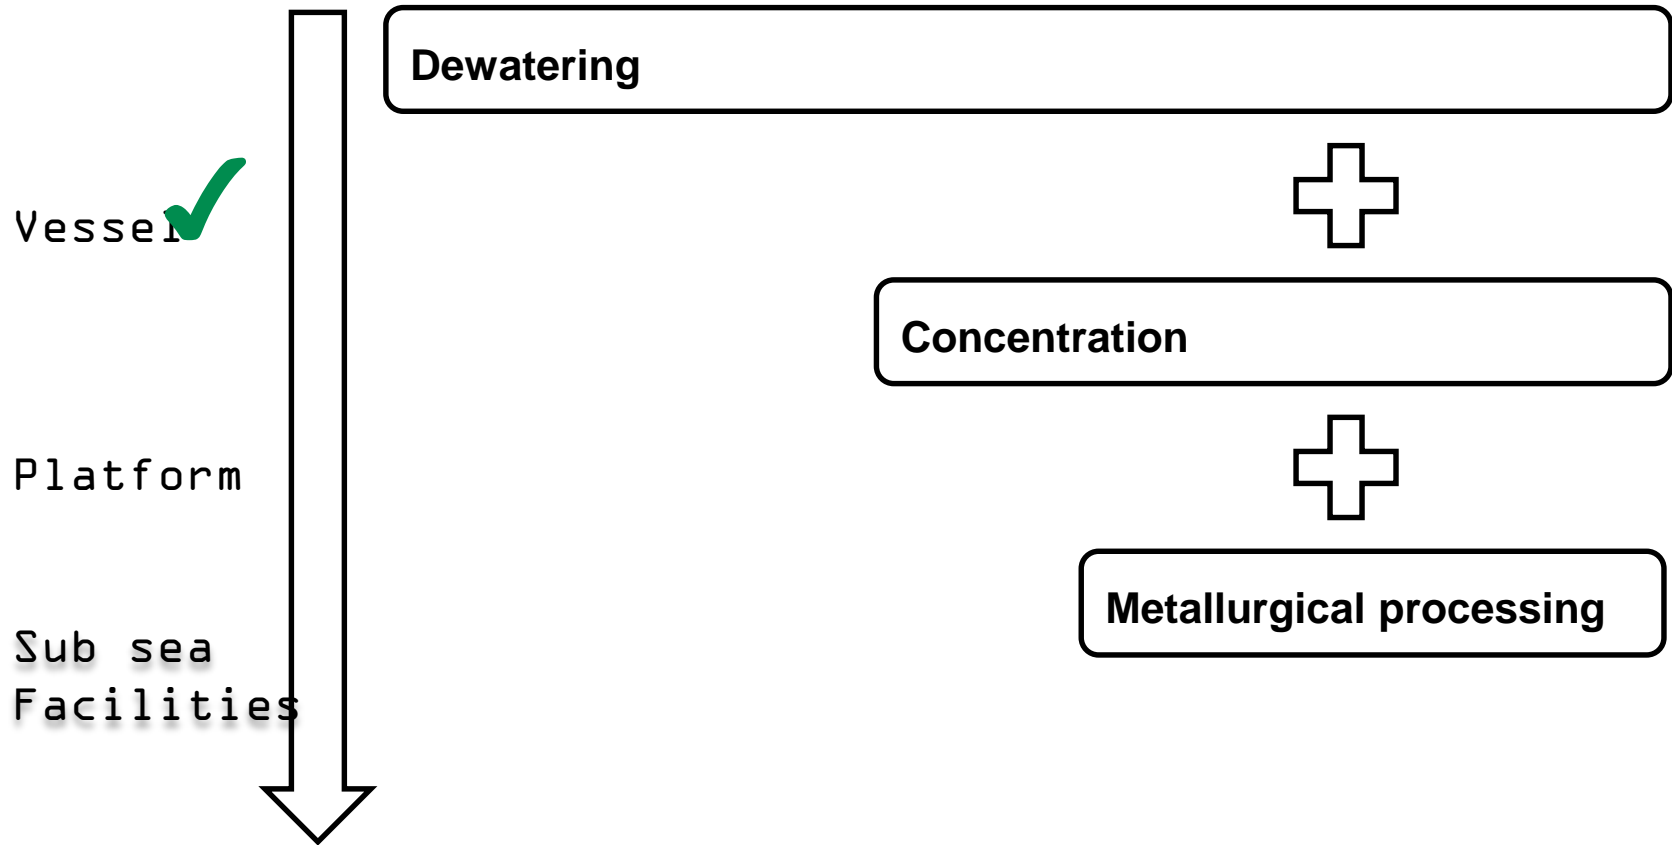 Dewatering
Vessel
Concentration
Platform
Metallurgical processing
Sub sea
Facilities